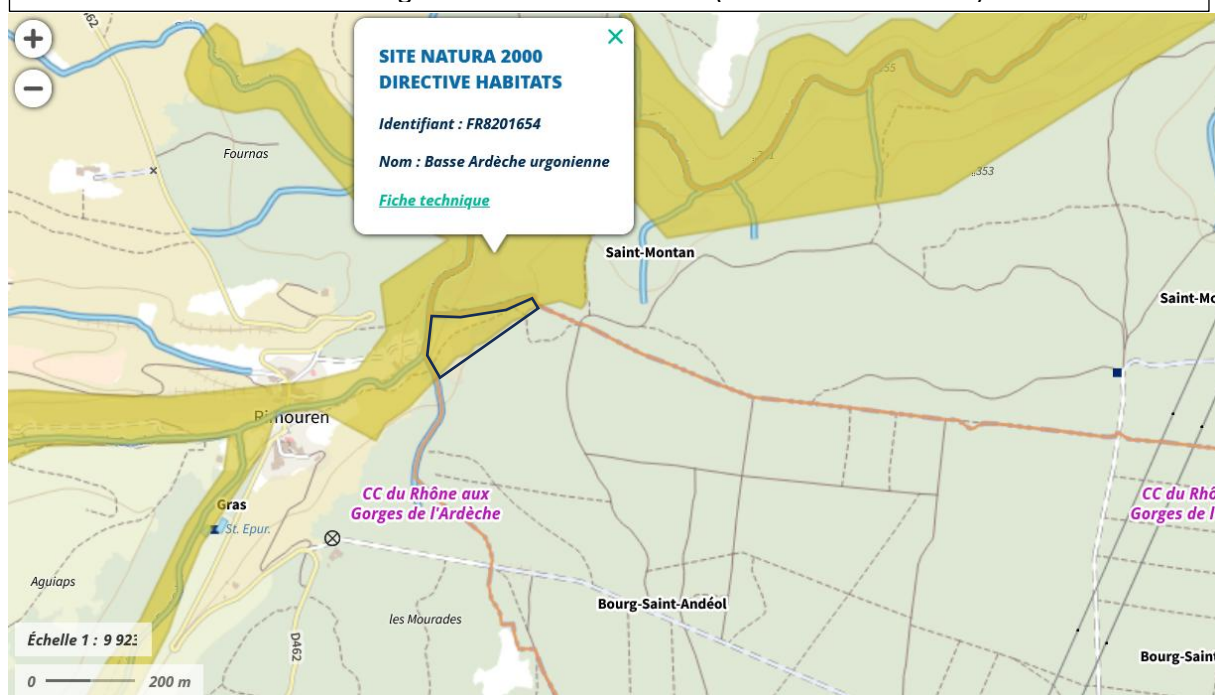 62
+
−
SITE NATURA 2000
DIRECTIVE HABITATS
Identifiant : FR8201654
Nom : Basse Ardèche urgonienne
Fiche technique
Fournas
353
Saint-Montan
Rimouren
CC du Rhône aux
Gorges de l'Ardèche
CC du Rhô
Gorges de l'
Gras
St. Epur.
Aguiaps
les Mourades
Bourg-Saint-Andéol
D462
Bourg-Saint
Saint-Mo
Échelle 1 : 9 923
0 200 m